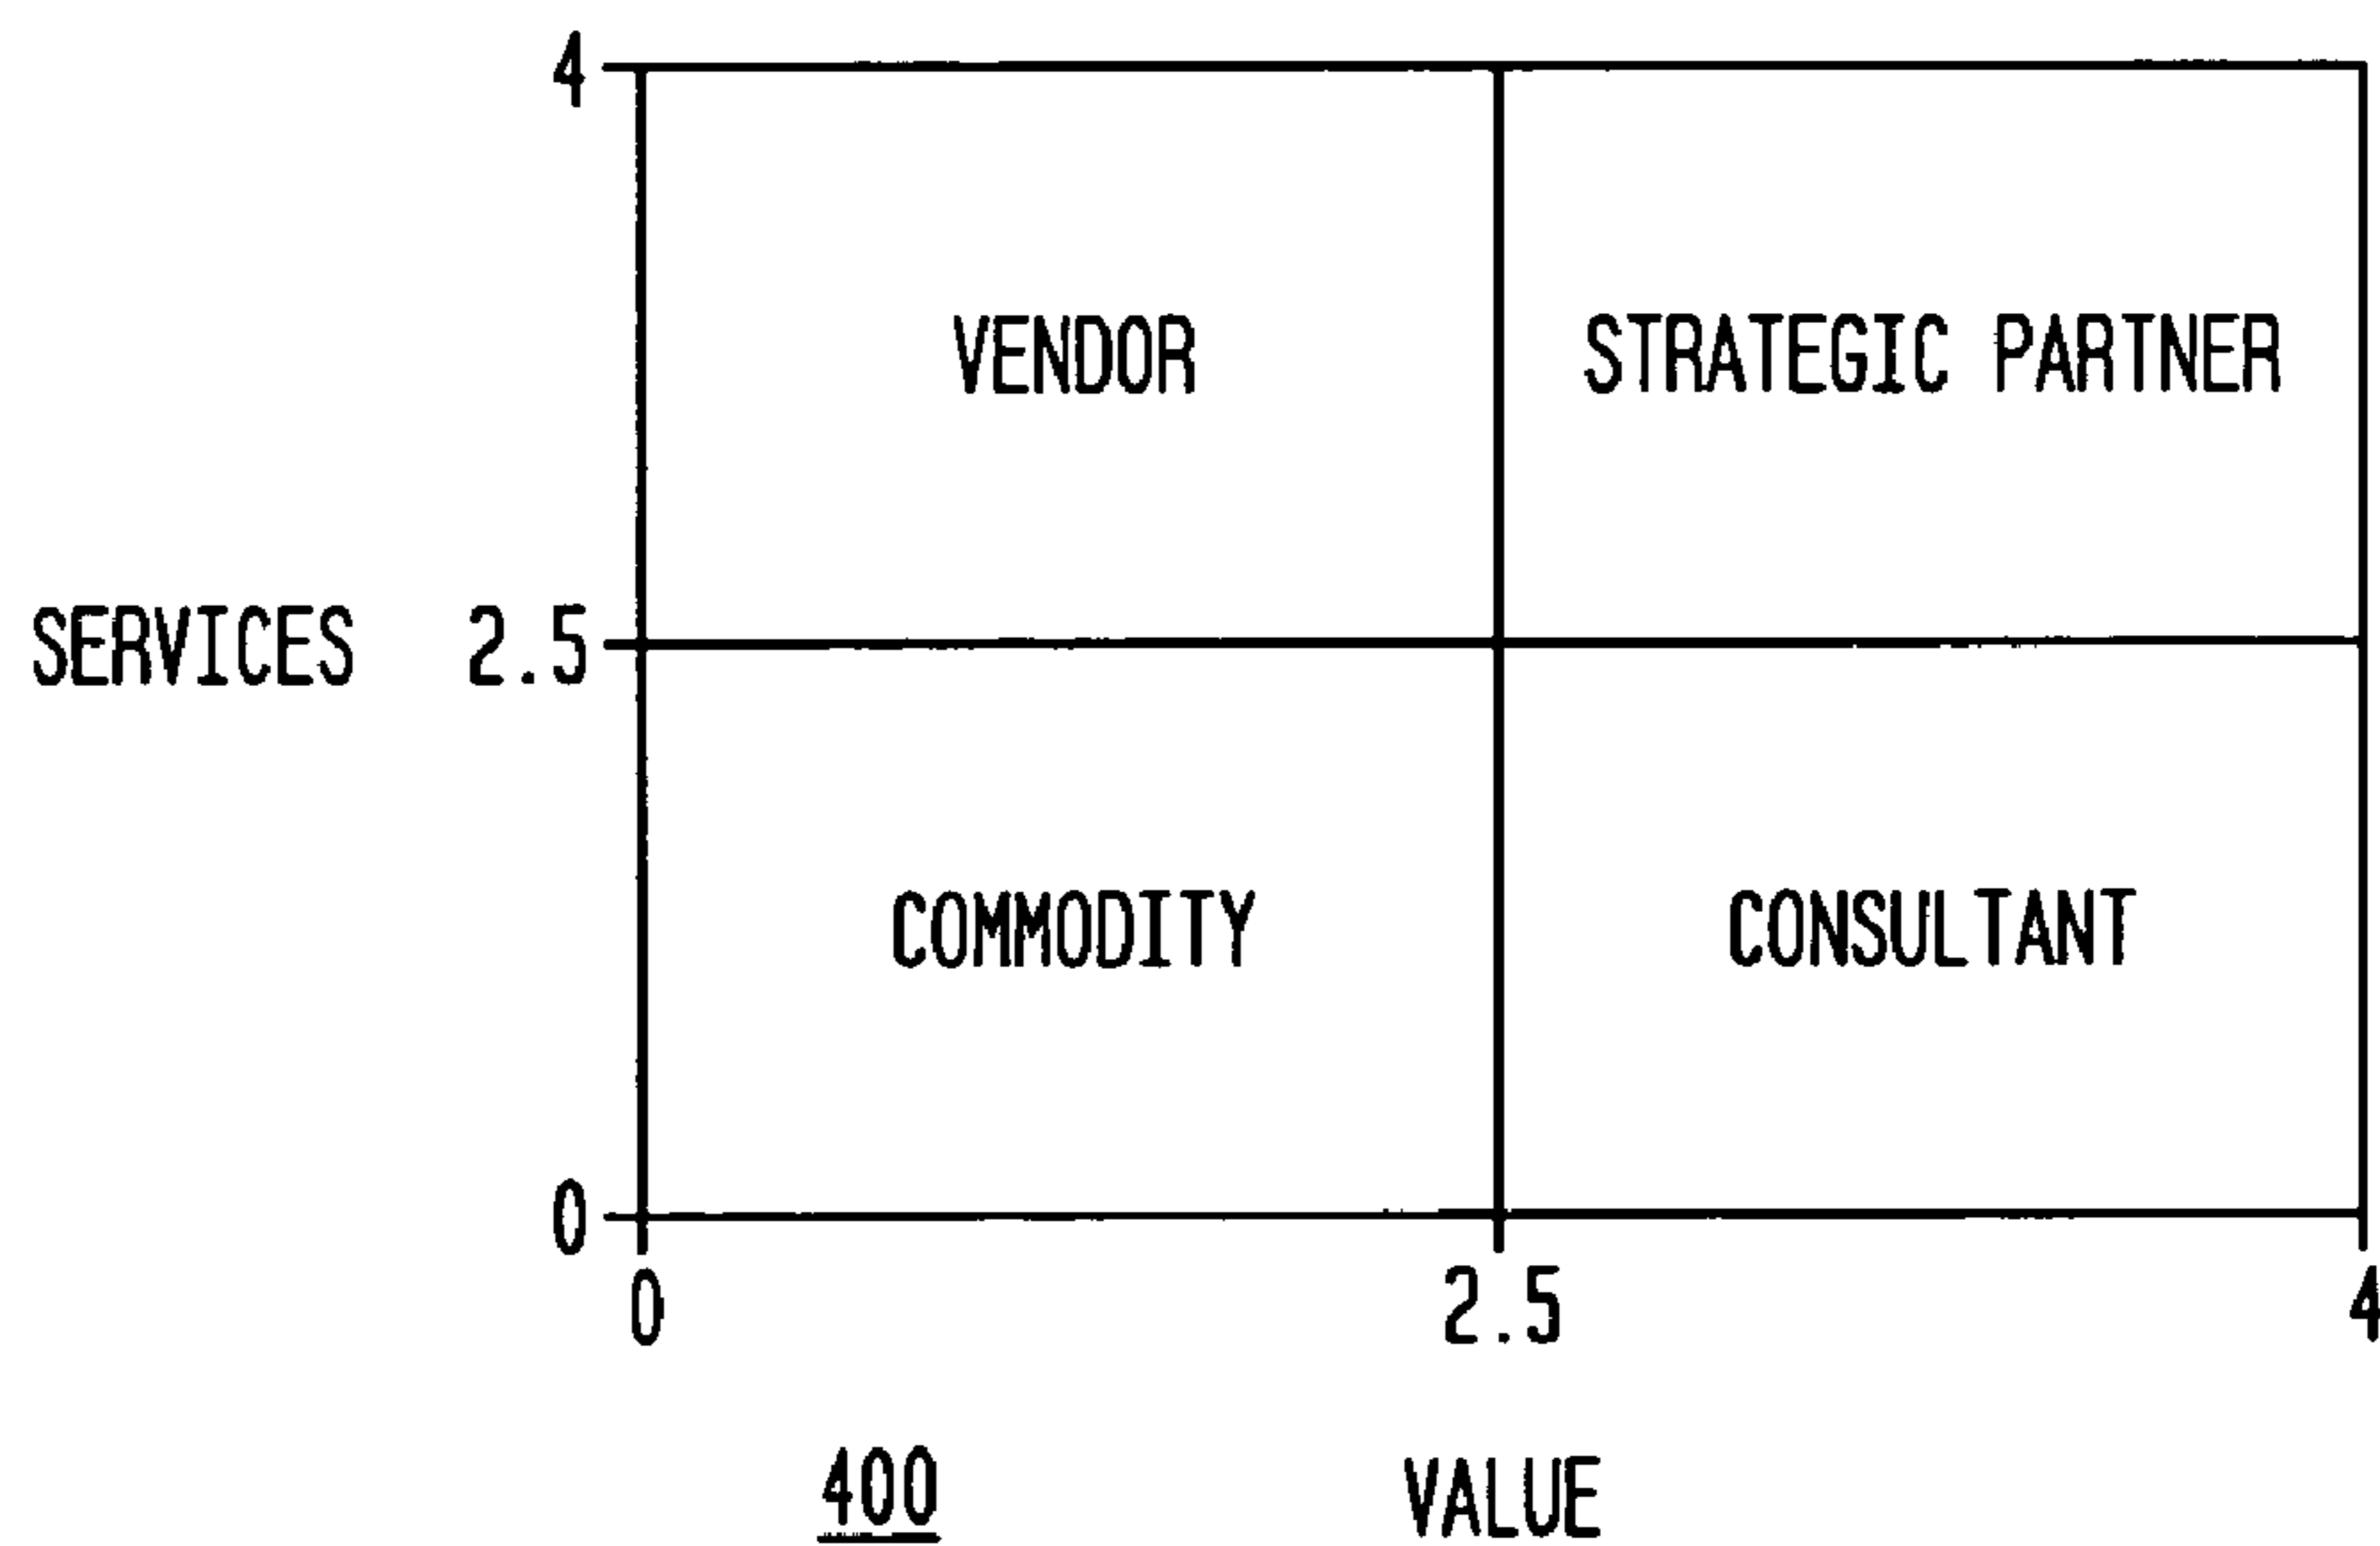 4
VENDOR STRATEGIC PARTNER
SERVICES 2.5
COMMODITY CONSULTANT
0
0 2.5 4
400 VALUE